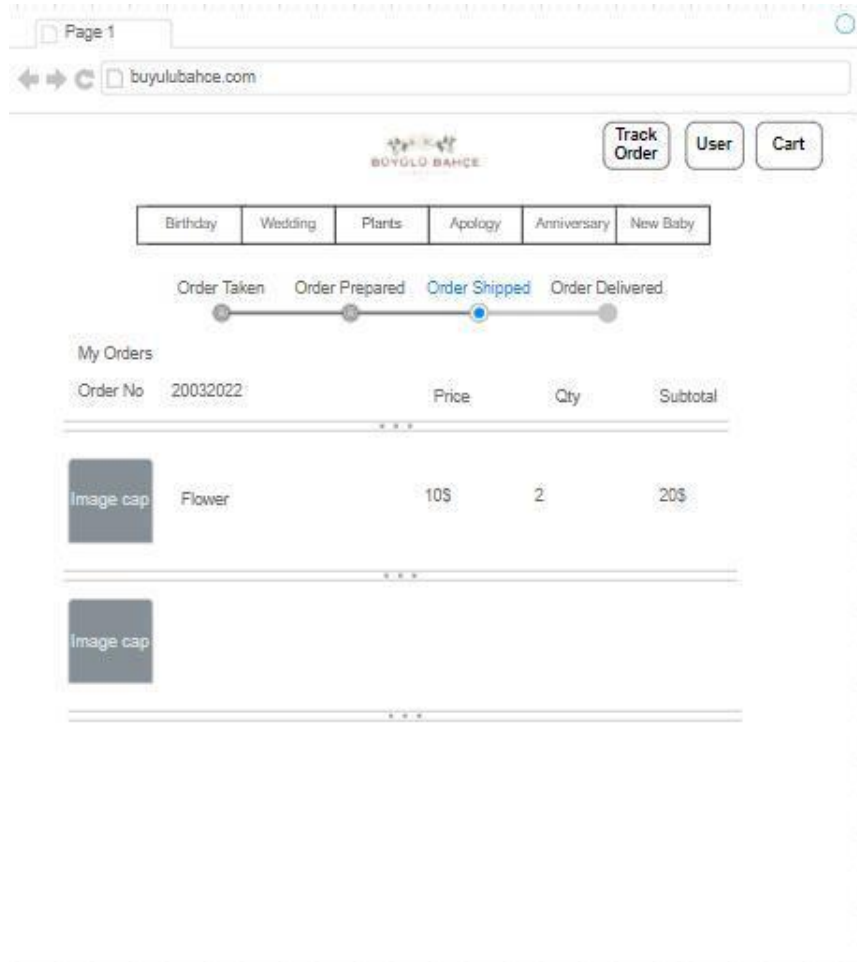 Page 1
buyulubahce.com
BÜYÜLÜ BAHÇE
Track Order
User
Cart
Birthday Wedding Plants Apology Anniversary New Baby
Order Taken Order Prepared Order Shipped Order Delivered
My Orders
Order No 20032022 Price Qty Subtotal
Image cap Flower 10$ 2 20$
Image cap